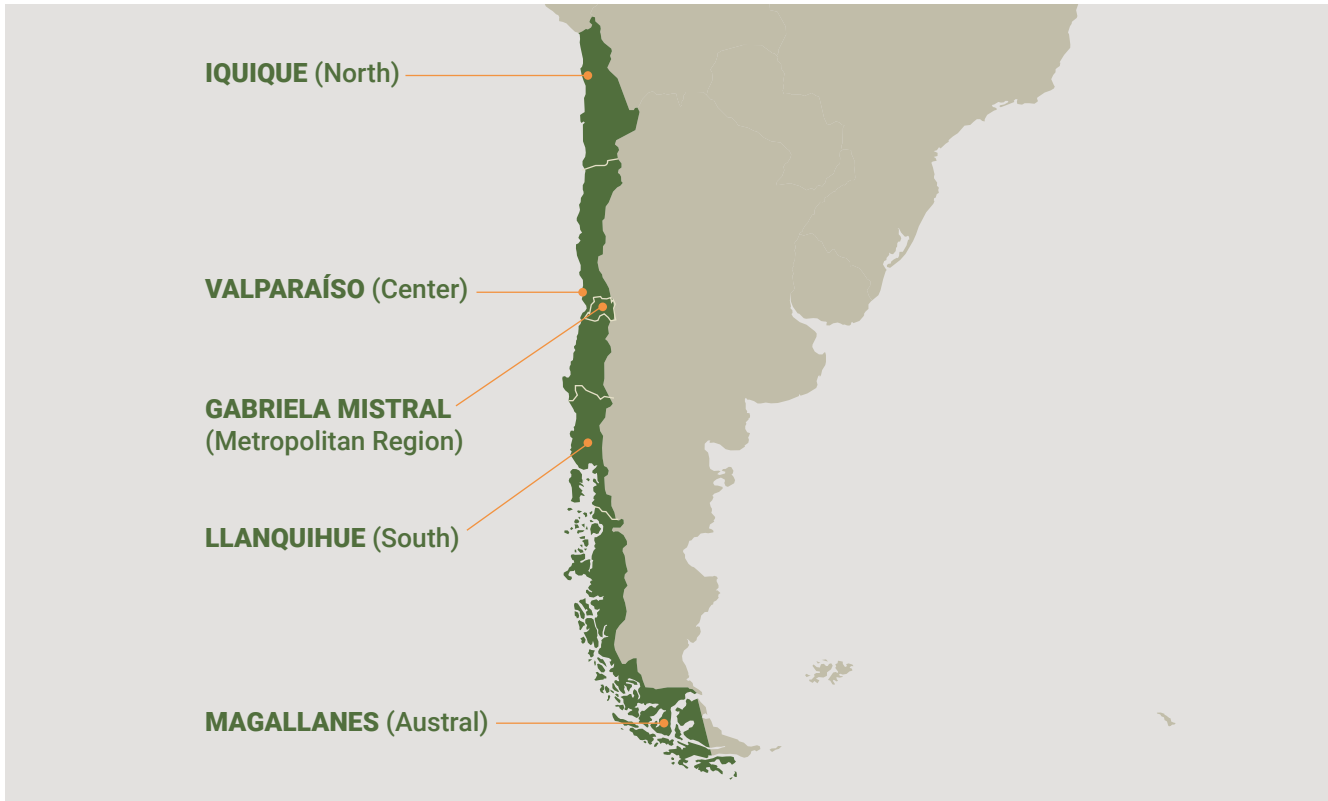 IQUIQUE (North)
VALPARAÍSO (Center)
GABRIELA MISTRAL
(Metropolitan Region)
LLANQUIHUE (South)
MAGALLANES (Austral)